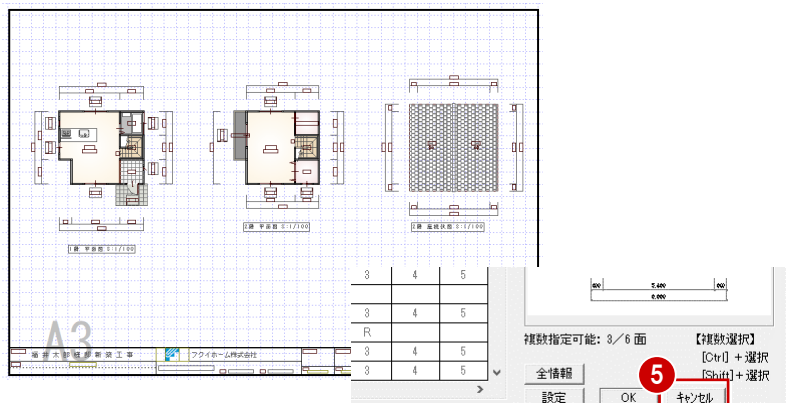 1階 平面図 S:1/100
2階 平面図 S:1/100
2階 屋根伏図 S:1/100
A3
福井太郎様邸新築工事
フクイホーム株式会社
3 4 5
3 4 5
R
3 4 5
3 4 5
複数指定可能: 3／6 面
【複数選択】
[Ctrl] + 選択
[Shift] + 選択
全情報
5
設定
OK
キャンセル